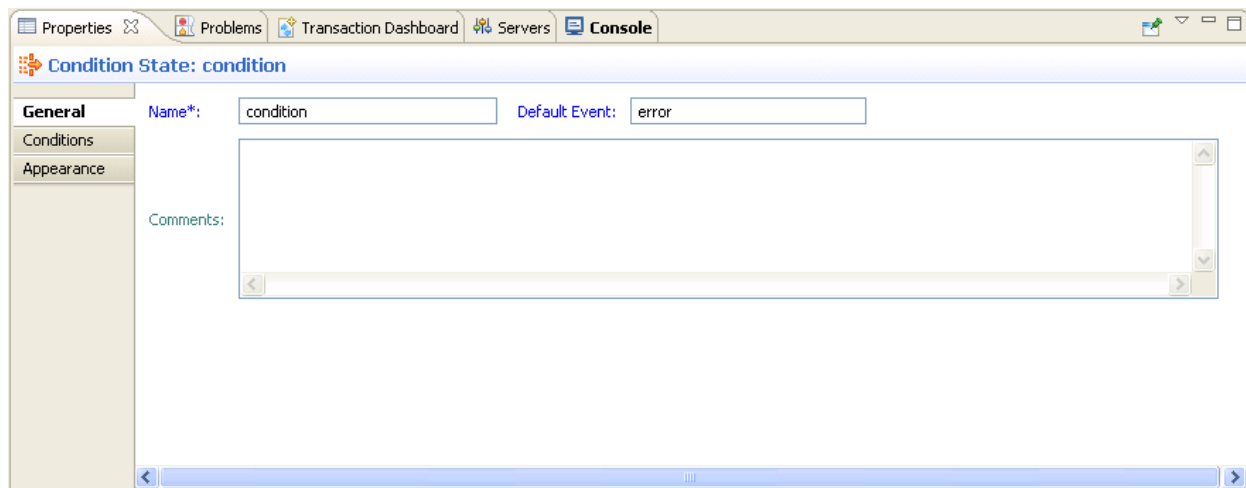 Properties Problems Transaction Dashboard Servers Console
Condition State: condition
General Name*: condition Default Event: error
Conditions
Appearance
Comments: